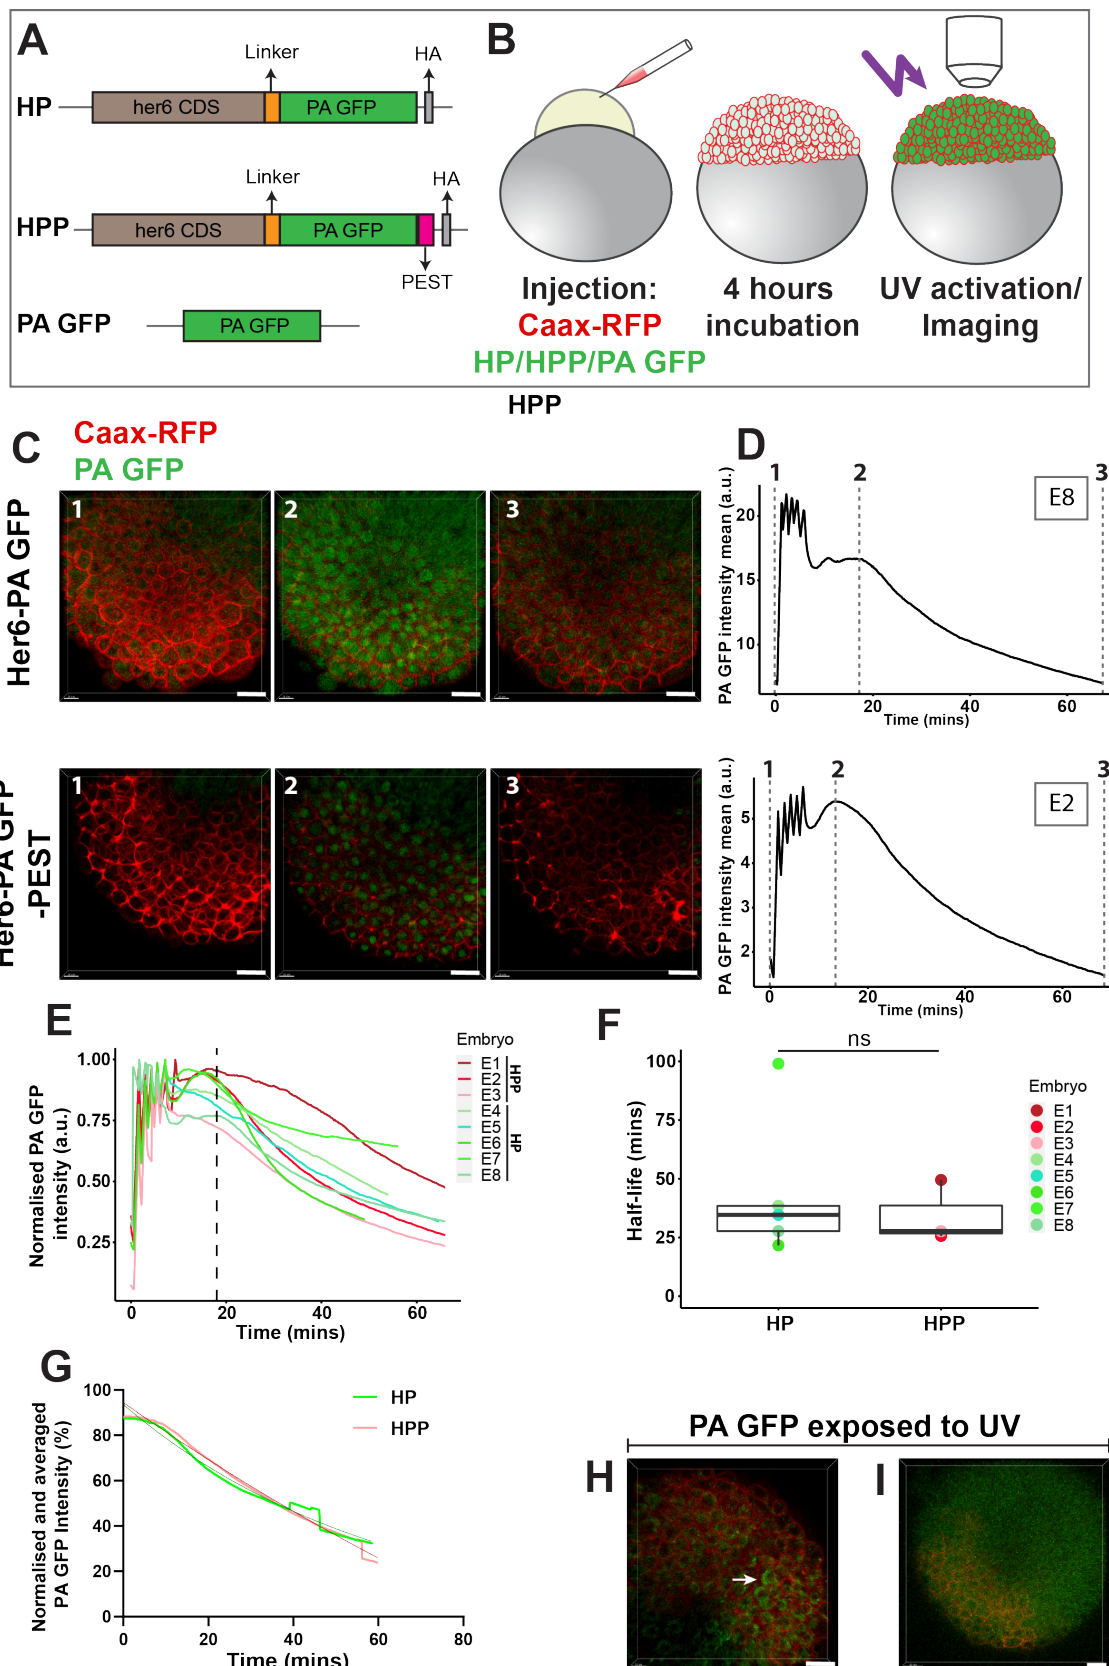 A
Linker
HA
HP
her6 CDS
PA GFP
Linker
HA
HPP
her6 CDS
PA GFP
PEST
PA GFP
PA GFP
B
Injection:
Caax-RFP
HP/HPP/PA GFP
4 hours
incubation
UV activation/
Imaging
HPP
C
Caax-RFP
PA GFP
Her6-PA GFP
1
2
3
Her6-PA GFP
-PEST
1
2
3
D
1
2
3
E8
PA GFP intensity mean (a.u.)
20
15
10
0
20
40
60
Time (mins)
1
2
3
E2
PA GFP intensity mean (a.u.)
5
4
3
2
0
20
40
60
Time (mins)
E
Normalised PA GFP
intensity (a.u.)
1.00
0.75
0.50
0.25
0
20
40
60
Time (mins)
Embryo
E1
E2
E3
E4
E5
E6
E7
E8
HPP
HP
F
ns
Half-life (mins)
100
75
50
25
0
HP
HPP
Embryo
E1
E2
E3
E4
E5
E6
E7
E8
G
Normalised and averaged
PA GFP Intensity (%)
100
80
60
40
20
0
0
20
40
60
80
Time (mins)
HP
HPP
PA GFP exposed to UV
H
I